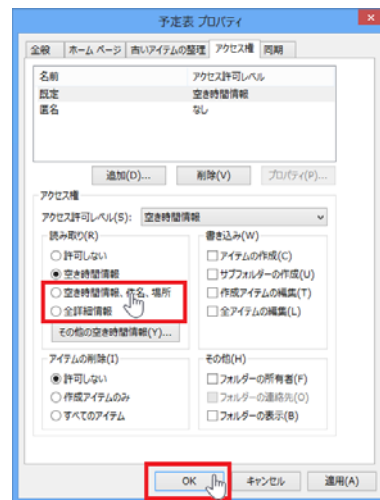 予定表 プロパティ
全般 ホーム ページ 古いアイテムの整理 アクセス権 同期
名前 アクセス許可レベル
既定 空き時間情報
匿名 なし
追加(D)... 削除(V) プロパティ(P)...
アクセス権
アクセス許可レベル(S): 空き時間情報
読み取り(R) 書き込み(W)
許可しない アイテムの作成(C)
空き時間情報 サブフォルダーの作成(U)
空き時間情報、件名、場所 作成アイテムの編集(T)
全詳細情報 全アイテムの編集(L)
その他の空き時間情報(Y)...
アイテムの削除(I) その他(H)
許可しない フォルダーの所有者(F)
作成アイテムのみ フォルダーの連絡先(O)
すべてのアイテム フォルダーの表示(B)
OK キャンセル 適用(A)